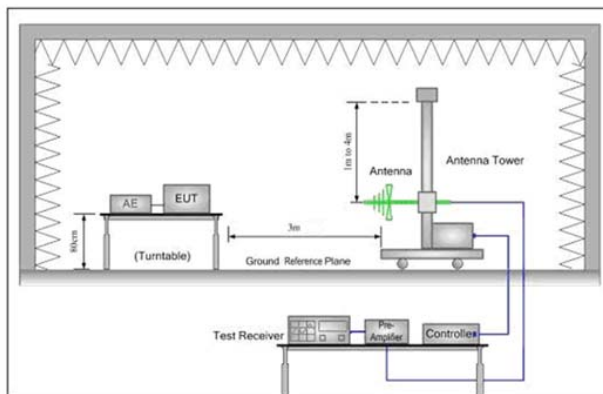 1m to 4m
Antenna
Antenna Tower
AE
EUT
80cm
(Turntable)
3m
Ground Reference Plane
Test Receiver
Pre-
Amplifier
Controller